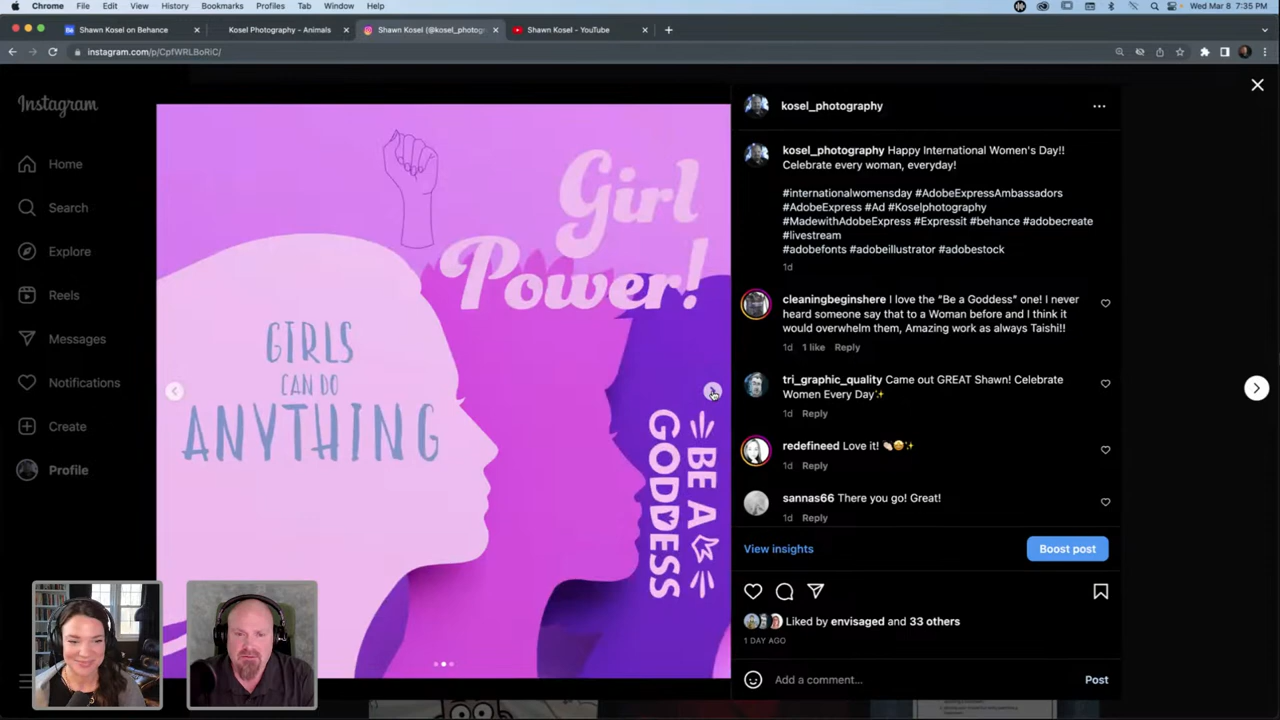 Chrome File Edit View History Bookmarks Profiles Tab Window Help
Wed Mar 8 7:35 PM
Shawn Kosel on Behance
Kosel Photography - Animals
Shawn Kosel (@kosel_photog
Shawn Kosel - YouTube
instagram.com/p/CpfWRLBoRiC/
Instagram
Home
Search
Explore
Reels
Messages
Notifications
Create
Profile
Girl
Power!
GIRLS
CAN DO
ANYTHING
BE A
GODDESS
kosel_photography
kosel_photography Happy International Women's Day!!
Celebrate every woman, everyday!
#internationalwomensday #AdobeExpressAmbassadors
#AdobeExpress #Ad #Koselphotography
#MadewithAdobeExpress #Expressit #behance #adobecreate
#livestream
#adobefonts #adobeillustrator #adobestock
1d
cleaningbeginshere I love the “Be a Goddess” one! I never
heard someone say that to a Woman before and I think it
would overwhelm them, Amazing work as always Taishi!!
1d 1 like Reply
tri_graphic_quality Came out GREAT Shawn! Celebrate
Women Every Day✨
1d Reply
redefineed Love it! 👏🏻🤩✨
1d Reply
sannas66 There you go! Great!
1d Reply
View insights
Boost post
Liked by envisaged and 33 others
1 DAY AGO
Add a comment...
Post